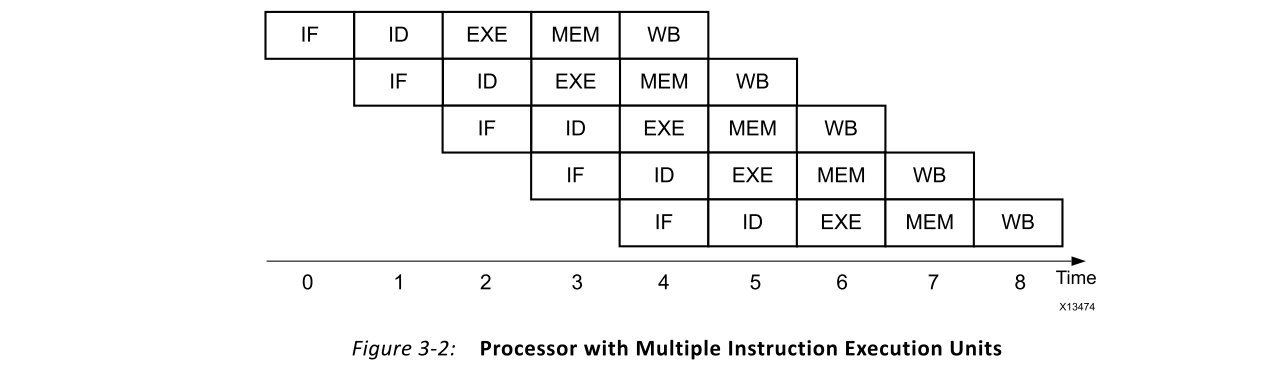 IF ID EXE MEM WB
IF ID EXE MEM WB
IF ID EXE MEM WB
IF ID EXE MEM WB
IF ID EXE MEM WB
0 1 2 3 4 5 6 7 8 Time
X13474
Figure 3-2: Processor with Multiple Instruction Execution Units